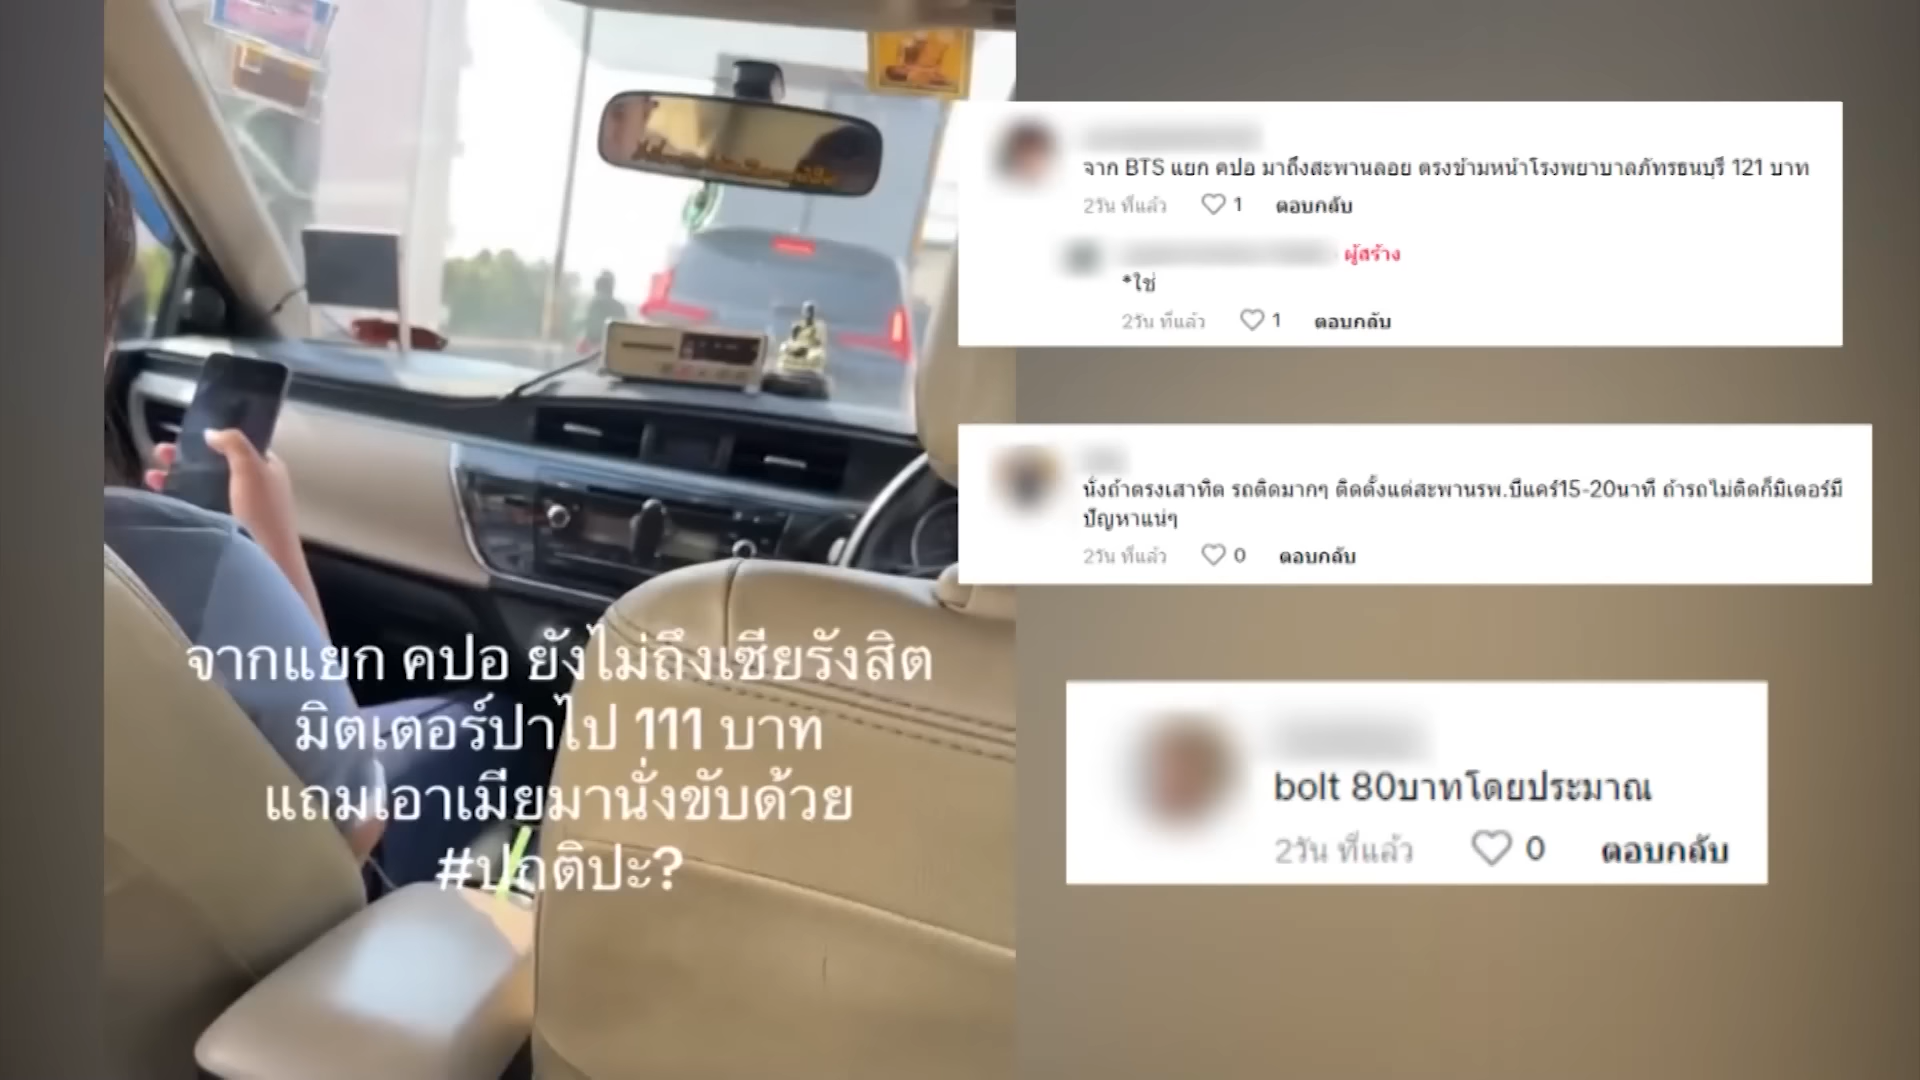 จากแยก คปอ ยังไม่ถึงเซียรังสิต
มิตเตอร์ปาไป 111 บาท
แถมเอาเมียมานั่งขับด้วย
#ปกติปะ?
จาก BTS แยก คปอ มาถึงสะพานลอย ตรงข้ามหน้าโรงพยาบาลภัทรธนบุรี 121 บาท
2วัน ที่แล้ว 1 ตอบกลับ
ผู้สร้าง
*ใช่
2วัน ที่แล้ว 1 ตอบกลับ
นั่งถ้าตรงเสาทิต รถติดมากๆ ติดตั้งแต่สะพานรพ.บีแคร์15-20นาที ถ้ารถไม่ติดก็มิเตอร์มี
ปัญหาแน่ๆ
2วัน ที่แล้ว 0 ตอบกลับ
bolt 80บาทโดยประมาณ
2วัน ที่แล้ว 0 ตอบกลับ